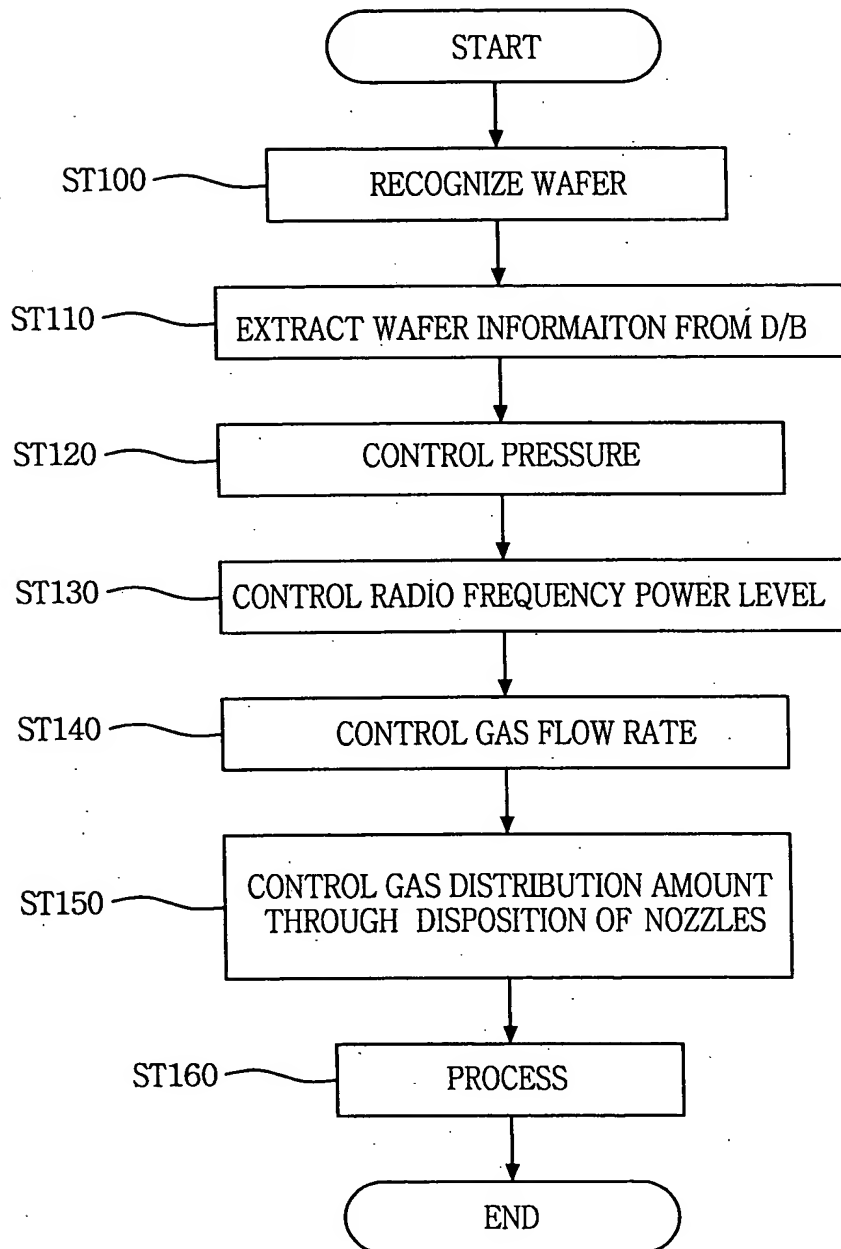 START
ST100
RECOGNIZE WAFER
ST110
EXTRACT WAFER INFORMAITON FROM D/B
ST120
CONTROL PRESSURE
ST130
CONTROL RADIO FREQUENCY POWER LEVEL
ST140
CONTROL GAS FLOW RATE
ST150
CONTROL GAS DISTRIBUTION AMOUNT
THROUGH DISPOSITION OF NOZZLES
ST160
PROCESS
END